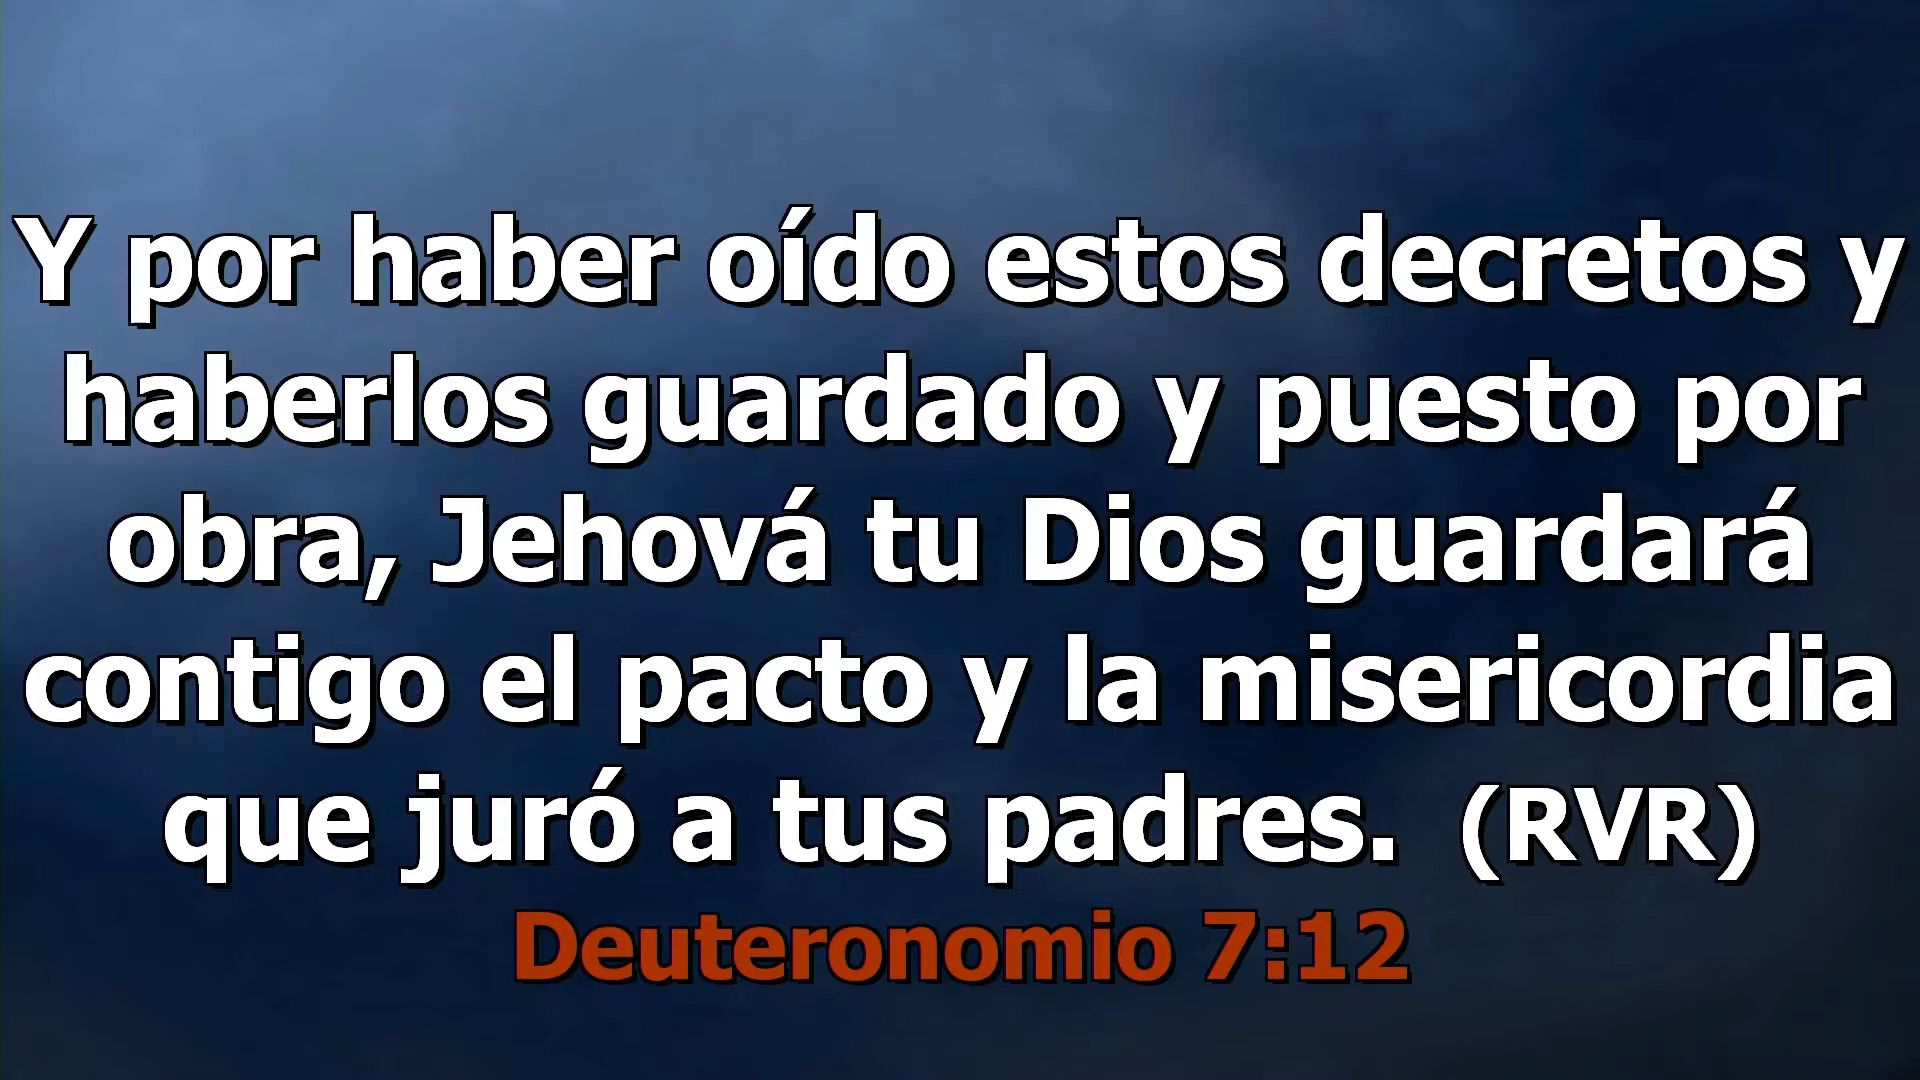 Y por haber oído estos decretos y
haberlos guardado y puesto por
obra, Jehová tu Dios guardará
contigo el pacto y la misericordia
que juró a tus padres.  (RVR)
Deuteronomio 7:12